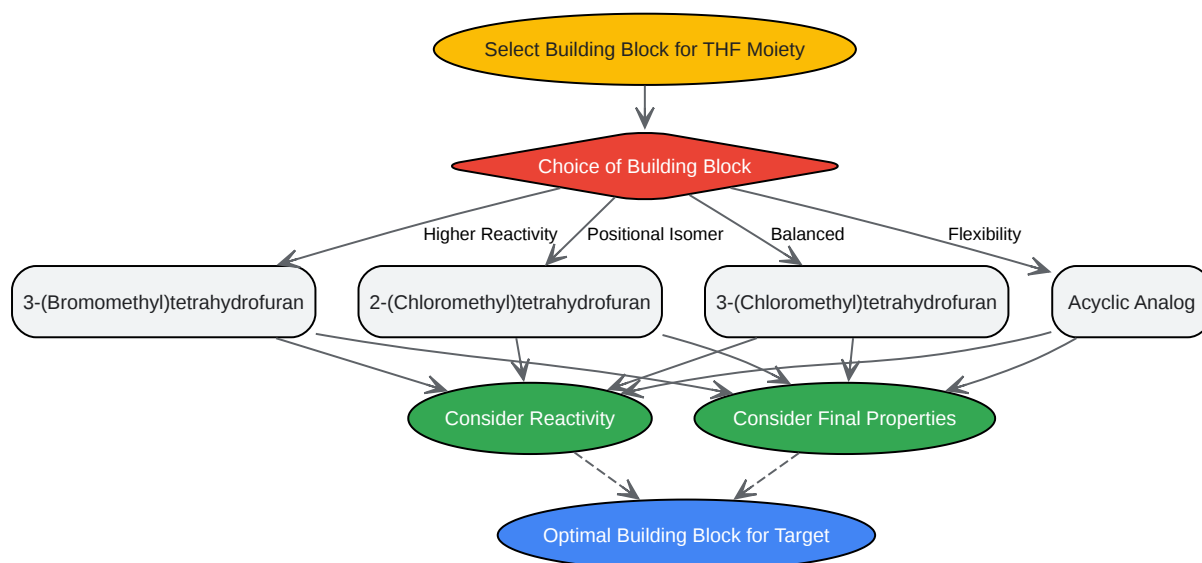 Select Building Block for THF Moiety
Choice of Building Block
Higher Reactivity
Positional Isomer
Balanced
Flexibility
3-(Bromomethyl)tetrahydrofuran
2-(Chloromethyl)tetrahydrofuran
3-(Chloromethyl)tetrahydrofuran
Acyclic Analog
Consider Reactivity
Consider Final Properties
Optimal Building Block for Target